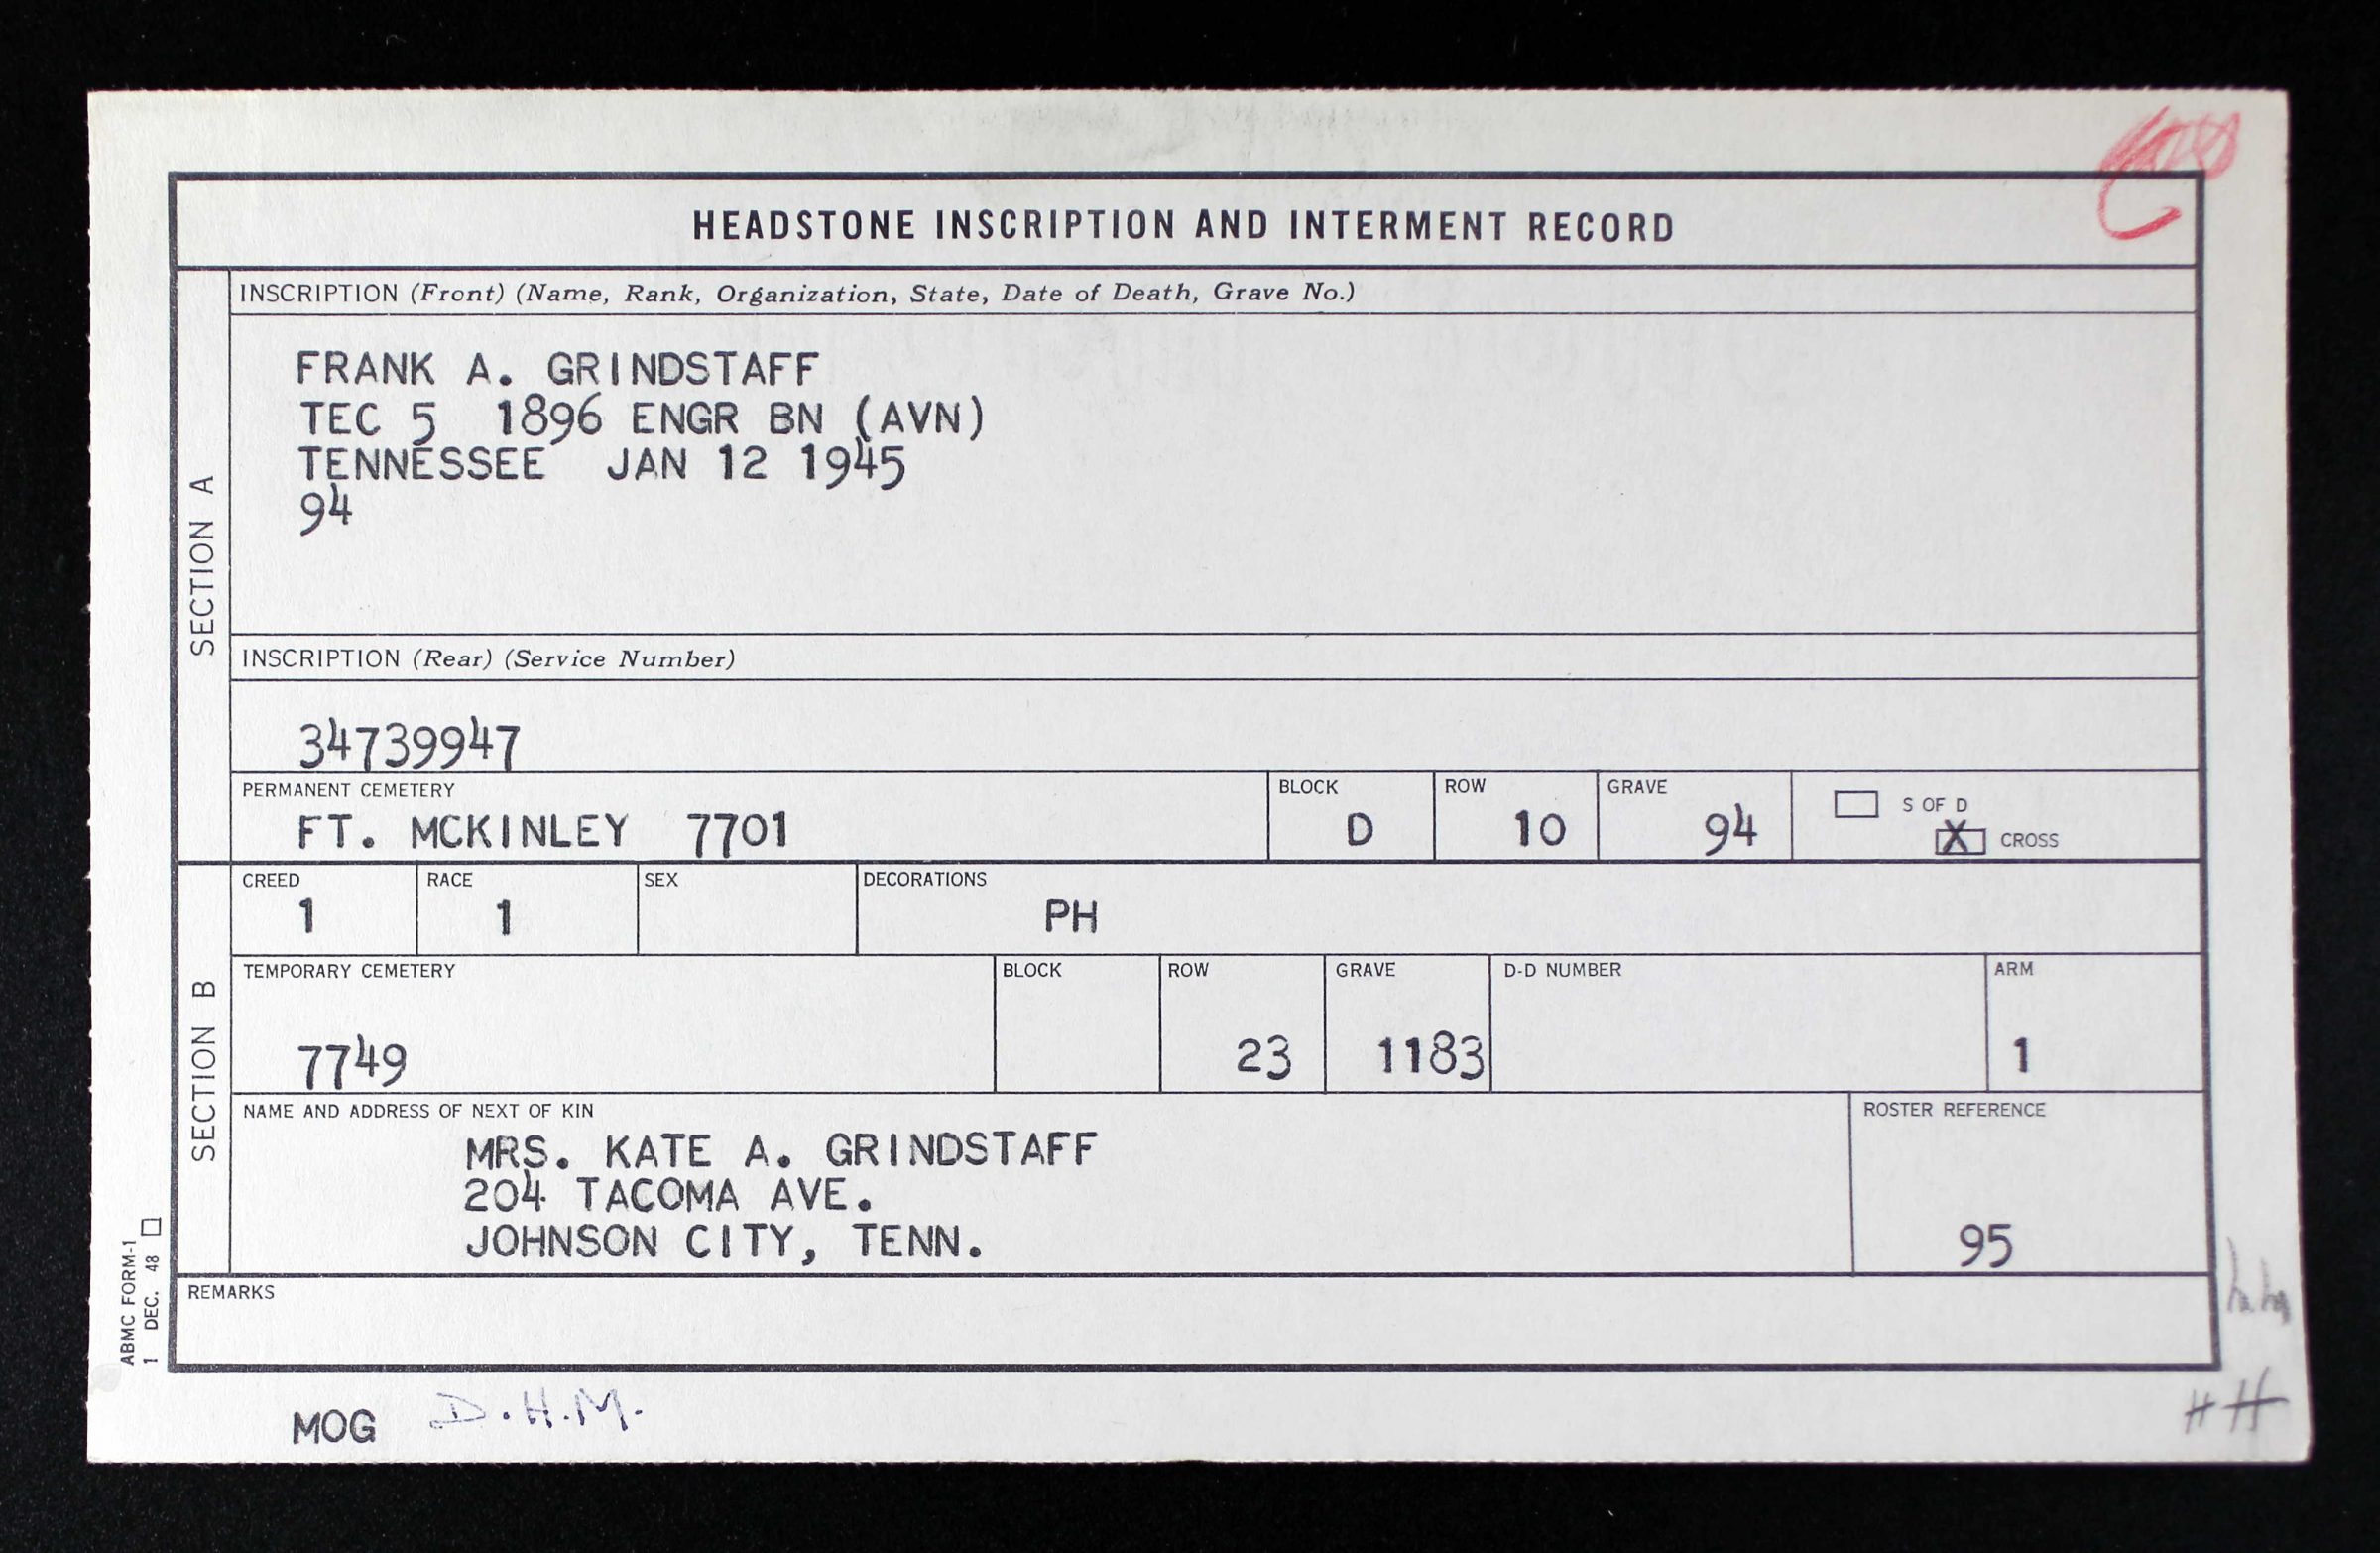 HEADSTONE INSCRIPTION AND INTERMENT RECORD
SECTION A
INSCRIPTION (Front) (Name, Rank, Organization, State, Date of Death, Grave No.)
FRANK A. GRINDSTAFF
TEC 5 1896 ENGR BN (AVN)
TENNESSEE JAN 12 1945
94
INSCRIPTION (Rear) (Service Number)
34739947
PERMANENT CEMETERY BLOCK ROW GRAVE
FT. MCKINLEY 7701 D 10 94
S OF D
X CROSS
SECTION B
CREED RACE SEX DECORATIONS
1 1 PH
TEMPORARY CEMETERY BLOCK ROW GRAVE D-D NUMBER ARM
7749 23 1183 1
NAME AND ADDRESS OF NEXT OF KIN ROSTER REFERENCE
MRS. KATE A. GRINDSTAFF
204 TACOMA AVE.
JOHNSON CITY, TENN.
95
REMARKS
ABMC FORM-1
1 DEC. 48
MOG D.H.M.